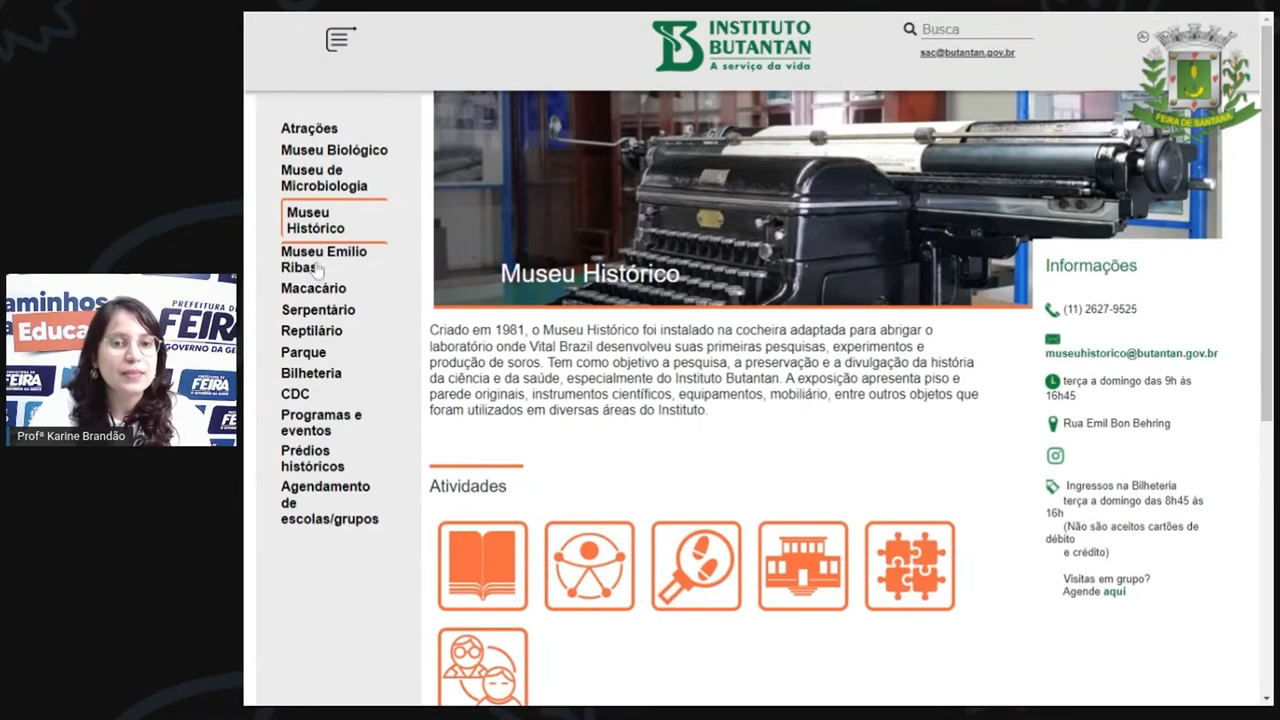 INSTITUTO
BUTANTAN
A serviço da vida
Busca
sac@butantan.gov.br
FEIRA DE SANTANA
Atrações
Museu Biológico
Museu de
Microbiologia
Museu
Histórico
Museu Emílio
Ribas
Macacário
Serpentário
Reptilário
Parque
Bilheteria
CDC
Programas e
eventos
Prédios
históricos
Agendamento
de
escolas/grupos
Museu Histórico
Criado em 1981, o Museu Histórico foi instalado na cocheira adaptada para abrigar o
laboratório onde Vital Brazil desenvolveu suas primeiras pesquisas, experimentos e
produção de soros. Tem como objetivo a pesquisa, a preservação e a divulgação da história
da ciência e da saúde, especialmente do Instituto Butantan. A exposição apresenta piso e
parede originais, instrumentos científicos, equipamentos, mobiliário, entre outros objetos que
foram utilizados em diversas áreas do Instituto.
Atividades
Informações
(11) 2627-9525
museuhistorico@butantan.gov.br
terça a domingo das 9h às
16h45
Rua Emil Bon Behring
Ingressos na Bilheteria
terça a domingo das 8h45 às
16h
(Não são aceitos cartões de
débito
e crédito)
Visitas em grupo?
Agende aqui
aminhos
Educa
PREFEITURA DE
FEIRA
GOVERNO DA GE
FEIRA
FEIRA
Profª Karine Brandão